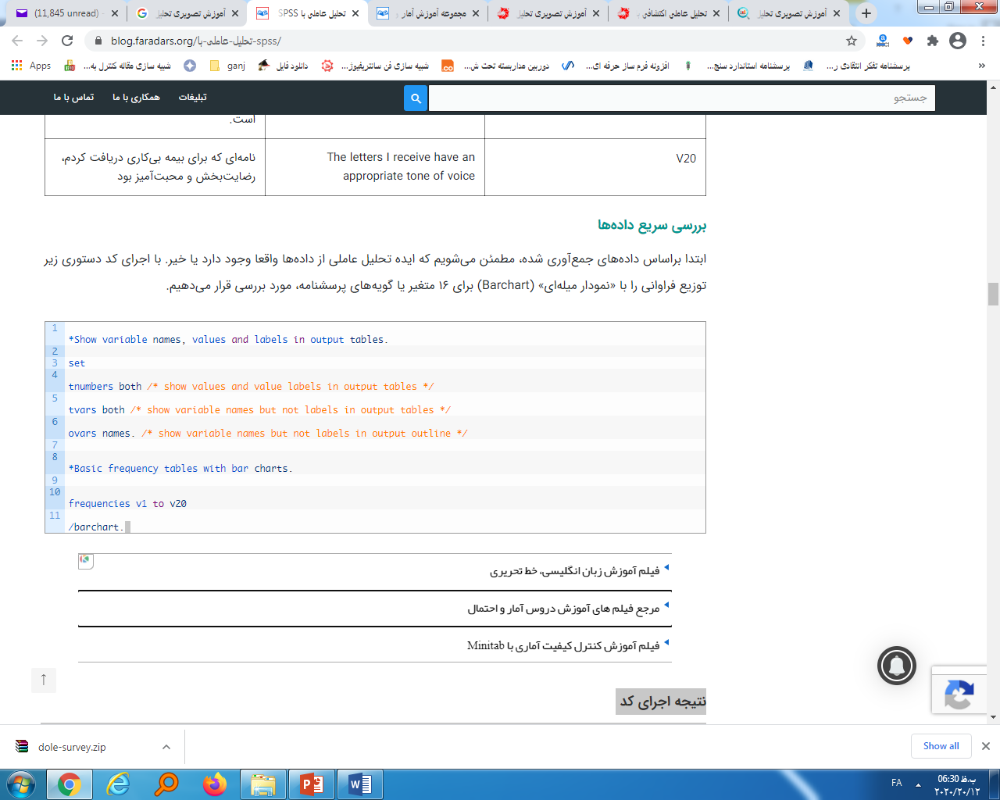 (11,845 unread) -
آموزش تصویری تحلیل
تحلیل عاملی با SPSS
مجموعه آموزش آمار و
آموزش تصویری تحلیل
تحلیل عاملی اکتشافی ب
آموزش تصویری تحلیل
blog.faradars.org/تحلیل-عاملی-با-spss/
Apps
شبیه سازی مقاله کنترل به...
ganj
دانلود فایل
شبیه سازی فن سانتریفیوژ...
دوربین مداربسته تحت ش...
افزونه فرم ساز حرفه ای...
پرسشنامه استاندارد سنج...
پرسشنامه تفکر انتقادی ر...
»
جستجو
تبلیغات
همکاری با ما
تماس با ما
است.
V20
The letters I receive have an
appropriate tone of voice
نامه‌ای که برای بیمه بی‌کاری دریافت کردم،
رضایت‌بخش و محبت‌آمیز بود
بررسی سریع داده‌ها
ابتدا براساس داده‌های جمع‌آوری شده، مطمئن می‌شویم که ایده تحلیل عاملی از داده‌ها واقعا وجود دارد یا خیر. با اجرای کد دستوری زیر
توزیع فراوانی را با «نمودار میله‌ای» (Barchart) برای ۱۶ متغیر یا گویه‌های پرسشنامه، مورد بررسی قرار می‌دهیم.
1
*Show variable names, values and labels in output tables.
2
3 set
4
tnumbers both /* show values and value labels in output tables */
5
tvars both /* show variable names but not labels in output tables */
6
ovars names. /* show variable names but not labels in output outline */
7
8
*Basic frequency tables with bar charts.
9
10
frequencies v1 to v20
11
/barchart.
فیلم آموزش زبان انگلیسی، خط تحریری
مرجع فیلم های آموزش دروس آمار و احتمال
فیلم آموزش کنترل کیفیت آماری با Minitab
↑
نتیجه اجرای کد
dole-survey.zip
Show all
FA
06:30 ب.ظ
۲۰۲۰/۲۰/۱۲